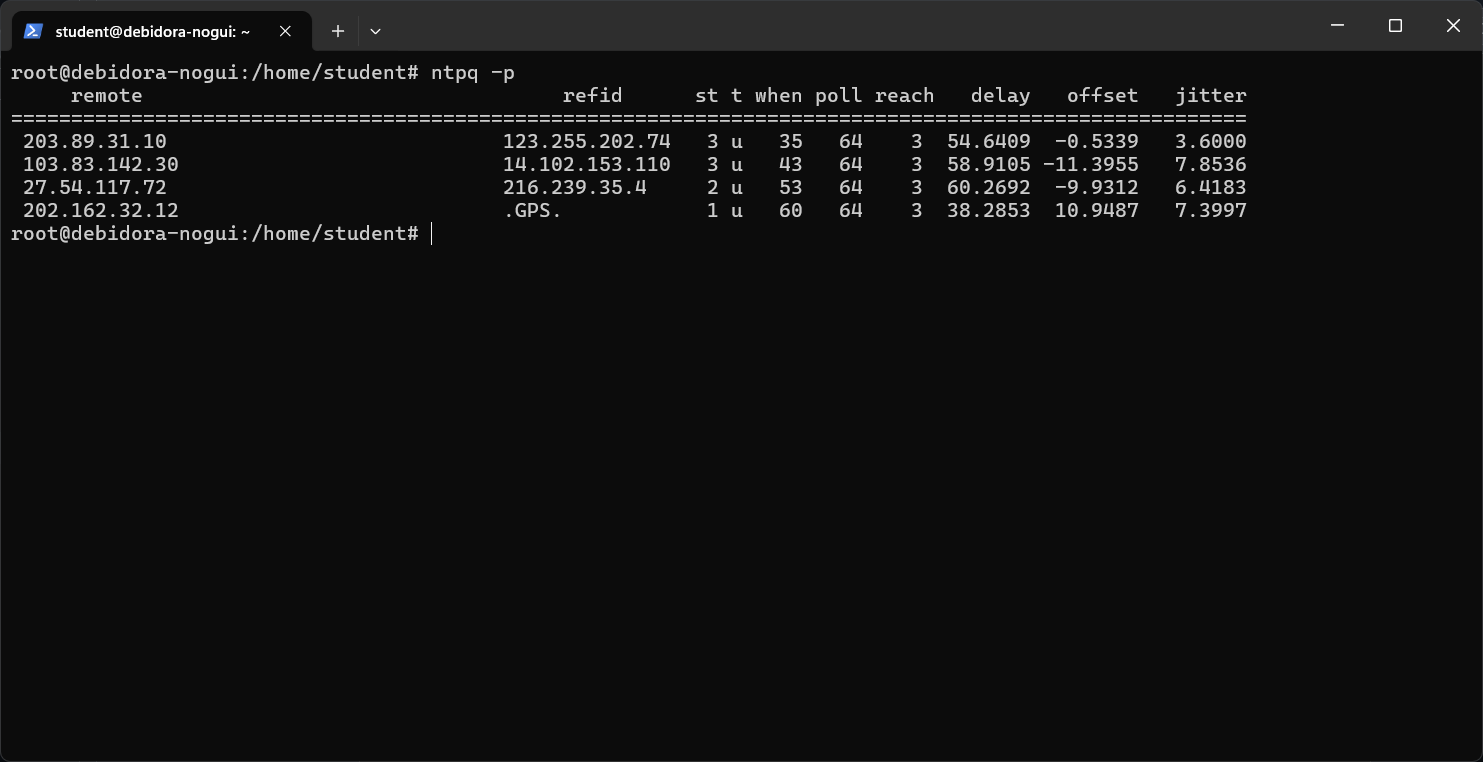 student@debidora-nogui: ~
root@debidora-nogui:/home/student# ntpq -p
     remote                                   refid      st t when poll reach   delay   offset   jitter
=======================================================================================================
 203.89.31.10                            123.255.202.74   3 u   35   64    3  54.6409  -0.5339   3.6000
 103.83.142.30                           14.102.153.110   3 u   43   64    3  58.9105 -11.3955   7.8536
 27.54.117.72                            216.239.35.4     2 u   53   64    3  60.2692  -9.9312   6.4183
 202.162.32.12                           .GPS.            1 u   60   64    3  38.2853  10.9487   7.3997
root@debidora-nogui:/home/student#